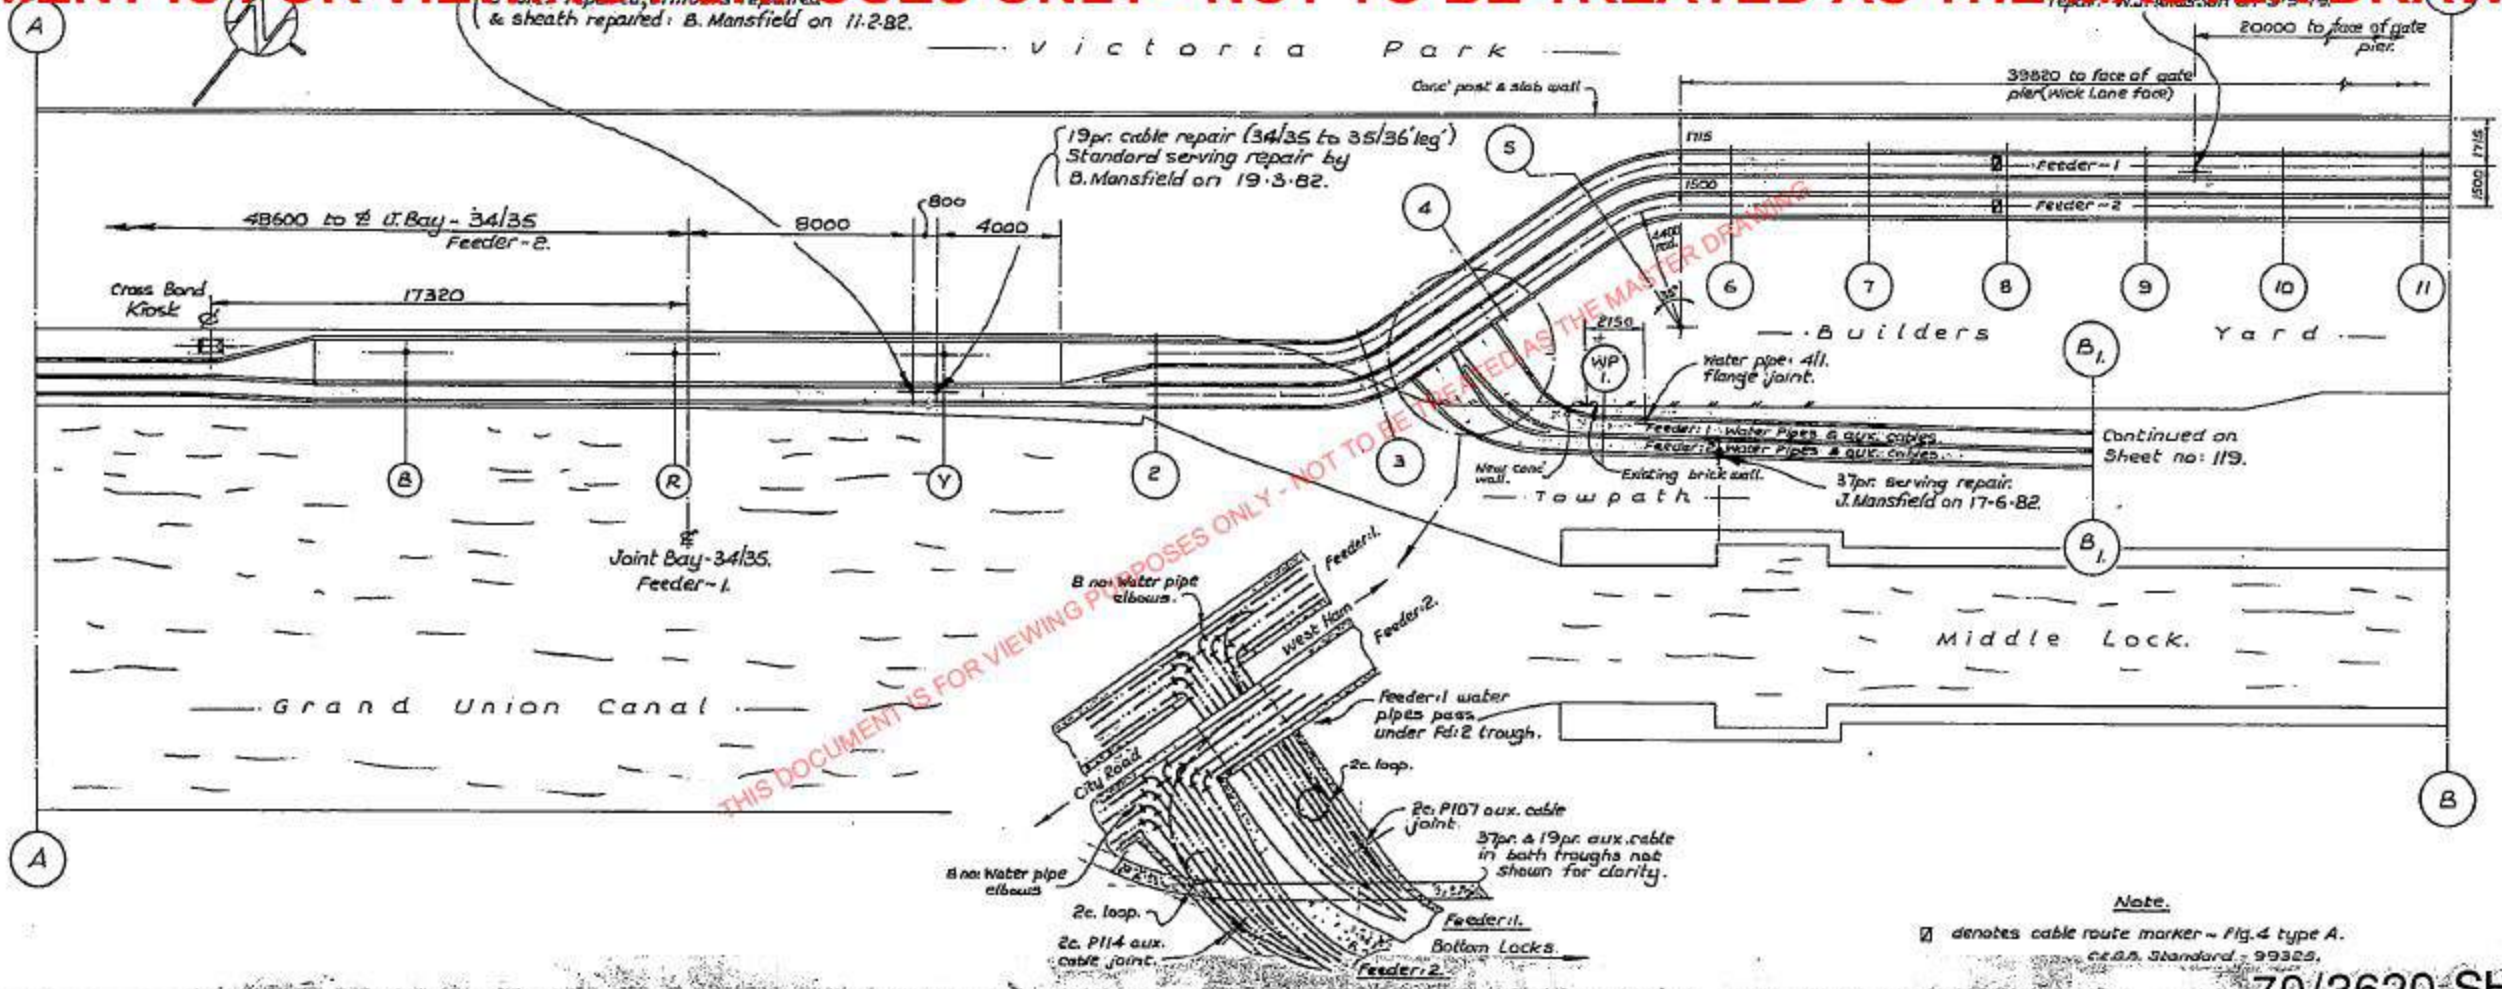 & sheath repaired: B. Mansfield on 11.2.82.
Victoria Park
20000 to face of gate
pier.
39820 to face of gate
pier (Wick Lane face)
Conc' post & slab wall
19pr. cable repair (34/35 to 35/36 'leg')
Standard serving repair by
B. Mansfield on 19.3.82.
A
5
4
1715
1500
Feeder~1
Feeder~2
1715
1500
48600 to ℄ J. Bay - 34/35
Feeder~2.
8000
800
4000
4400
rad.
35°
6
7
8
9
10
11
Cross Bond
Kiosk
17320
Builders Yard
2150
WP
1.
Water pipe: 4/1.
flange joint.
B1.
Feeder:1 Water Pipes & aux. cables
Feeder:2 Water Pipes & aux. cables
Continued on
Sheet no: 119.
B
R
Y
2
3
New conc'
wall.
Existing brick wall.
Towpath
37pr. serving repair.
J. Mansfield on 17-6-82.
B1.
℄
Joint Bay-34/35.
Feeder~1.
8 no: Water pipe
elbows.
Feeder:1.
West Ham
Feeder:2.
Middle Lock.
Grand Union Canal
Feeder:1 water
pipes pass
under Fd:2 trough.
City Road
2c. loop.
2c. P107 aux. cable
joint.
37pr. & 19pr. aux. cable
in both troughs not
shown for clarity.
A
B
8 no: Water pipe
elbows
2c. loop.
2c. P114 aux.
cable joint.
Feeder:1.
Bottom Locks.
Feeder:2.
Note.
denotes cable route marker ~ Fig.4 type A.
C.E.G.B. Standard - 99325.
THIS DOCUMENT IS FOR VIEWING PURPOSES ONLY - NOT TO BE TREATED AS THE MASTER DRAWING